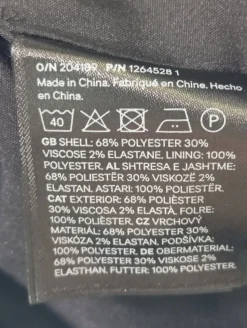 O/N 204189 P/N 1264528 1
Made in China. Fabriqué en Chine. Hecho
en China.
40 P
GB SHELL: 68% POLYESTER 30%
VISCOSE 2% ELASTANE. LINING: 100%
POLYESTER. AL SHTRESA E JASHTME:
68% POLIESTËR 30% VISKOZË 2%
ELASTAN. ASTARI: 100% POLIESTËR.
CAT EXTERIOR: 68% POLIÈSTER
30% VISCOSA 2% ELASTÀ. FOLRE:
100% POLIÈSTER. CZ VRCHOVÝ
MATERIÁL: 68% POLYESTER 30%
VISKÓZA 2% ELASTAN. PODŠÍVKA:
100% POLYESTER. DE OBERMATERIAL:
68% POLYESTER 30% VISKOSE 2%
ELASTHAN. FUTTER: 100% POLYESTER.